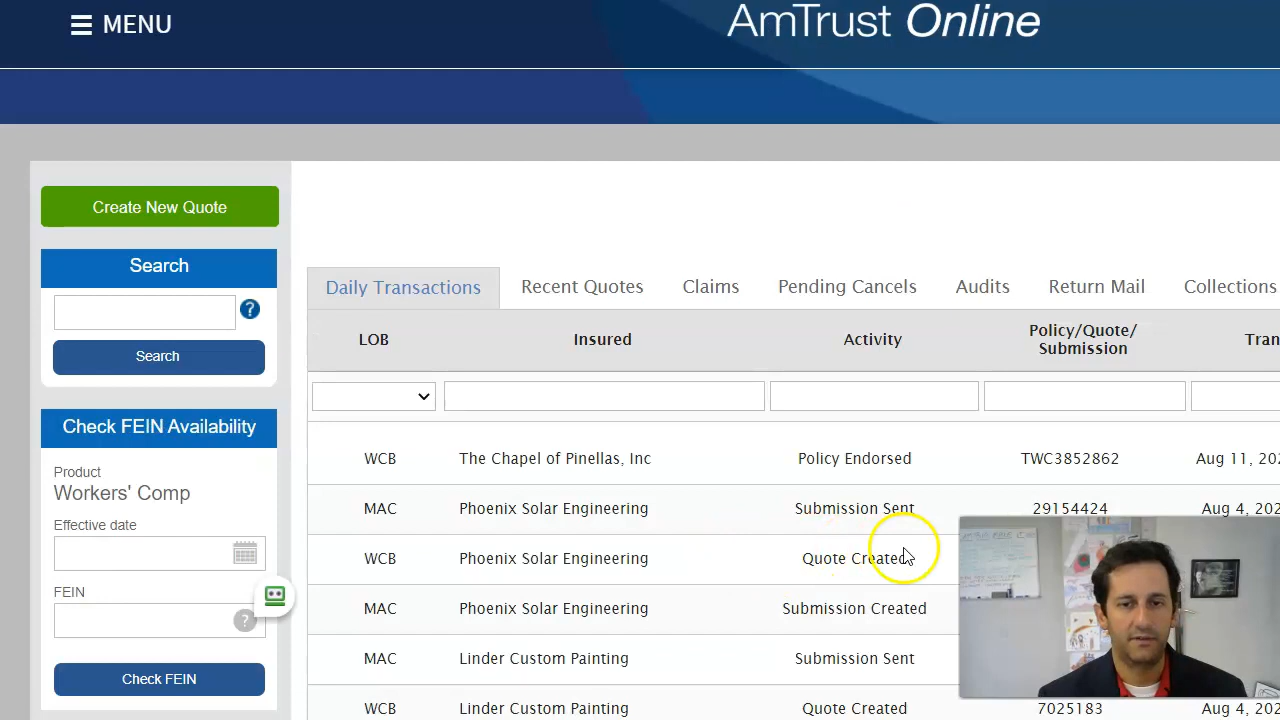 MENU
AmTrust Online
Create New Quote
Search
?
Search
Check FEIN Availability
Product
Workers' Comp
Effective date
FEIN
?
Check FEIN
Daily Transactions Recent Quotes Claims Pending Cancels Audits Return Mail Collections
LOB Insured Activity Policy/Quote/ Submission Tran
WCB The Chapel of Pinellas, Inc Policy Endorsed TWC3852862 Aug 11, 202
MAC Phoenix Solar Engineering Submission Sent 29154424 Aug 4, 202
WCB Phoenix Solar Engineering Quote Created
MAC Phoenix Solar Engineering Submission Created
MAC Linder Custom Painting Submission Sent
WCB Linder Custom Painting Quote Created 7025183 Aug 4, 202